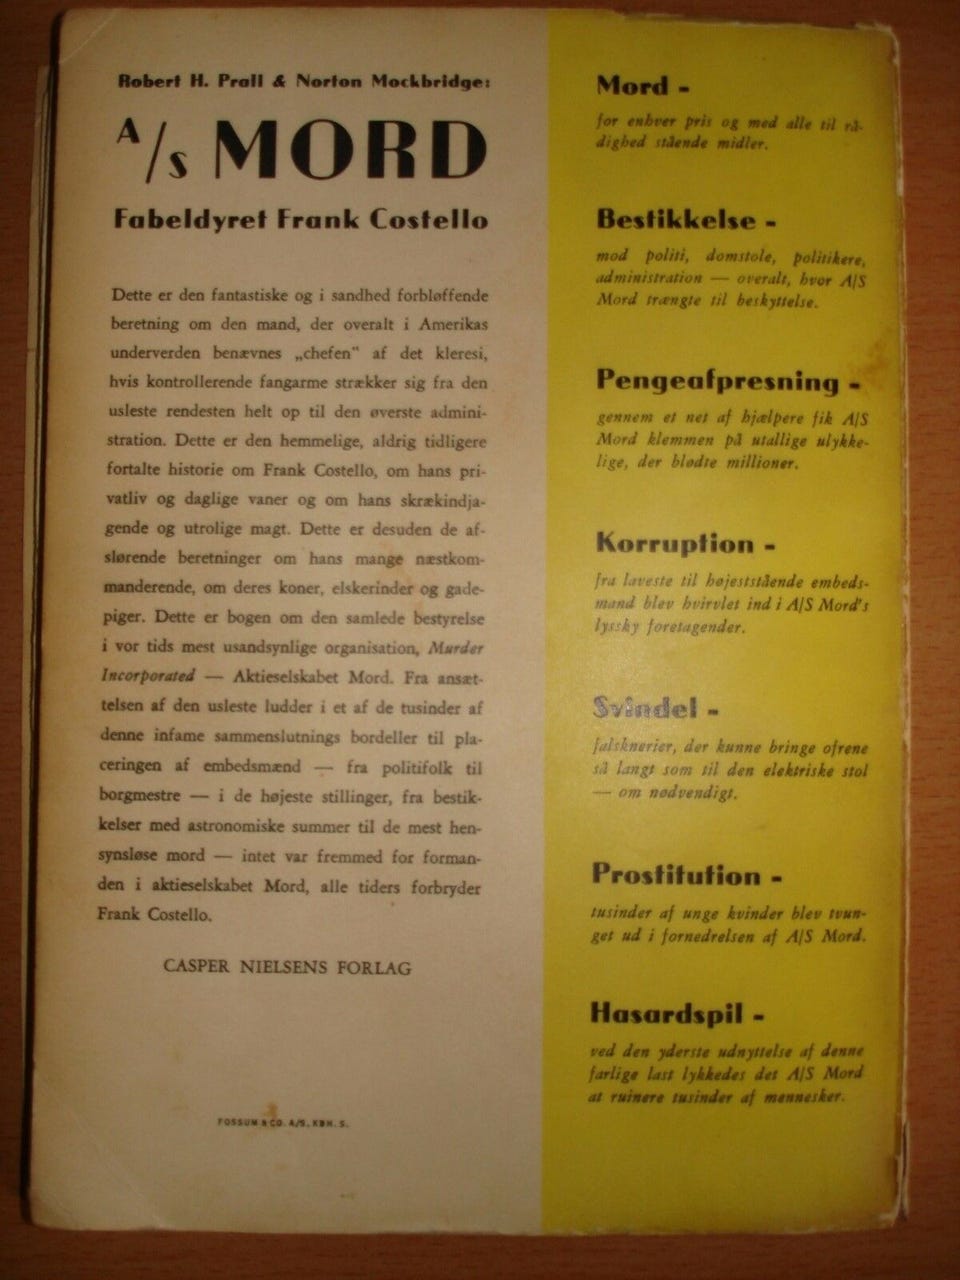 Robert H. Prall & Norton Mockbridge:
A/S MORD
Fabeldyret Frank Costello
Dette er den fantastiske og i sandhed forbløffende
beretning om den mand, der overalt i Amerikas
underverden benævnes „chefen” af det kleresi,
hvis kontrollerende fangarme strækker sig fra den
usleste rendesten helt op til den øverste admini-
stration. Dette er den hemmelige, aldrig tidligere
fortalte historie om Frank Costello, om hans pri-
vatliv og daglige vaner og om hans skrækindja-
gende og utrolige magt. Dette er desuden de af-
slørende beretninger om hans mange næstkom-
manderende, om deres koner, elskerinder og gade-
piger. Dette er bogen om den samlede bestyrelse
i vor tids mest usandsynlige organisation, Murder
Incorporated — Aktieselskabet Mord. Fra ansæt-
telsen af den usleste ludder i et af de tusinder af
denne infame sammenslutnings bordeller til pla-
ceringen af embedsmænd — fra politifolk til
borgmestre — i de højeste stillinger, fra bestik-
kelser med astronomiske summer til de mest hen-
synsløse mord — intet var fremmed for forman-
den i aktieselskabet Mord, alle tiders forbryder
Frank Costello.
CASPER NIELSENS FORLAG
FOSSUM & CO. A/S. KBH. S.
Mord -
for enhver pris og med alle til rå-
dighed stående midler.
Bestikkelse -
mod politi, domstole, politikere,
administration — overalt, hvor A/S
Mord trængte til beskyttelse.
Pengeafpresning -
gennem et net af hjælpere fik A/S
Mord klemmen på utallige ulykke-
lige, der blødte millioner.
Korruption -
fra laveste til højeststående embeds-
mand blev hvirvlet ind i A/S Mord's
lyssky foretagender.
Svindel -
falsknerier, der kunne bringe ofrene
så langt som til den elektriske stol
— om nødvendigt.
Prostitution -
tusinder af unge kvinder blev tvun-
get ud i fornedrelsen af A/S Mord.
Hasardspil -
ved den yderste udnyttelse af denne
farlige last lykkedes det A/S Mord
at ruinere tusinder af mennesker.